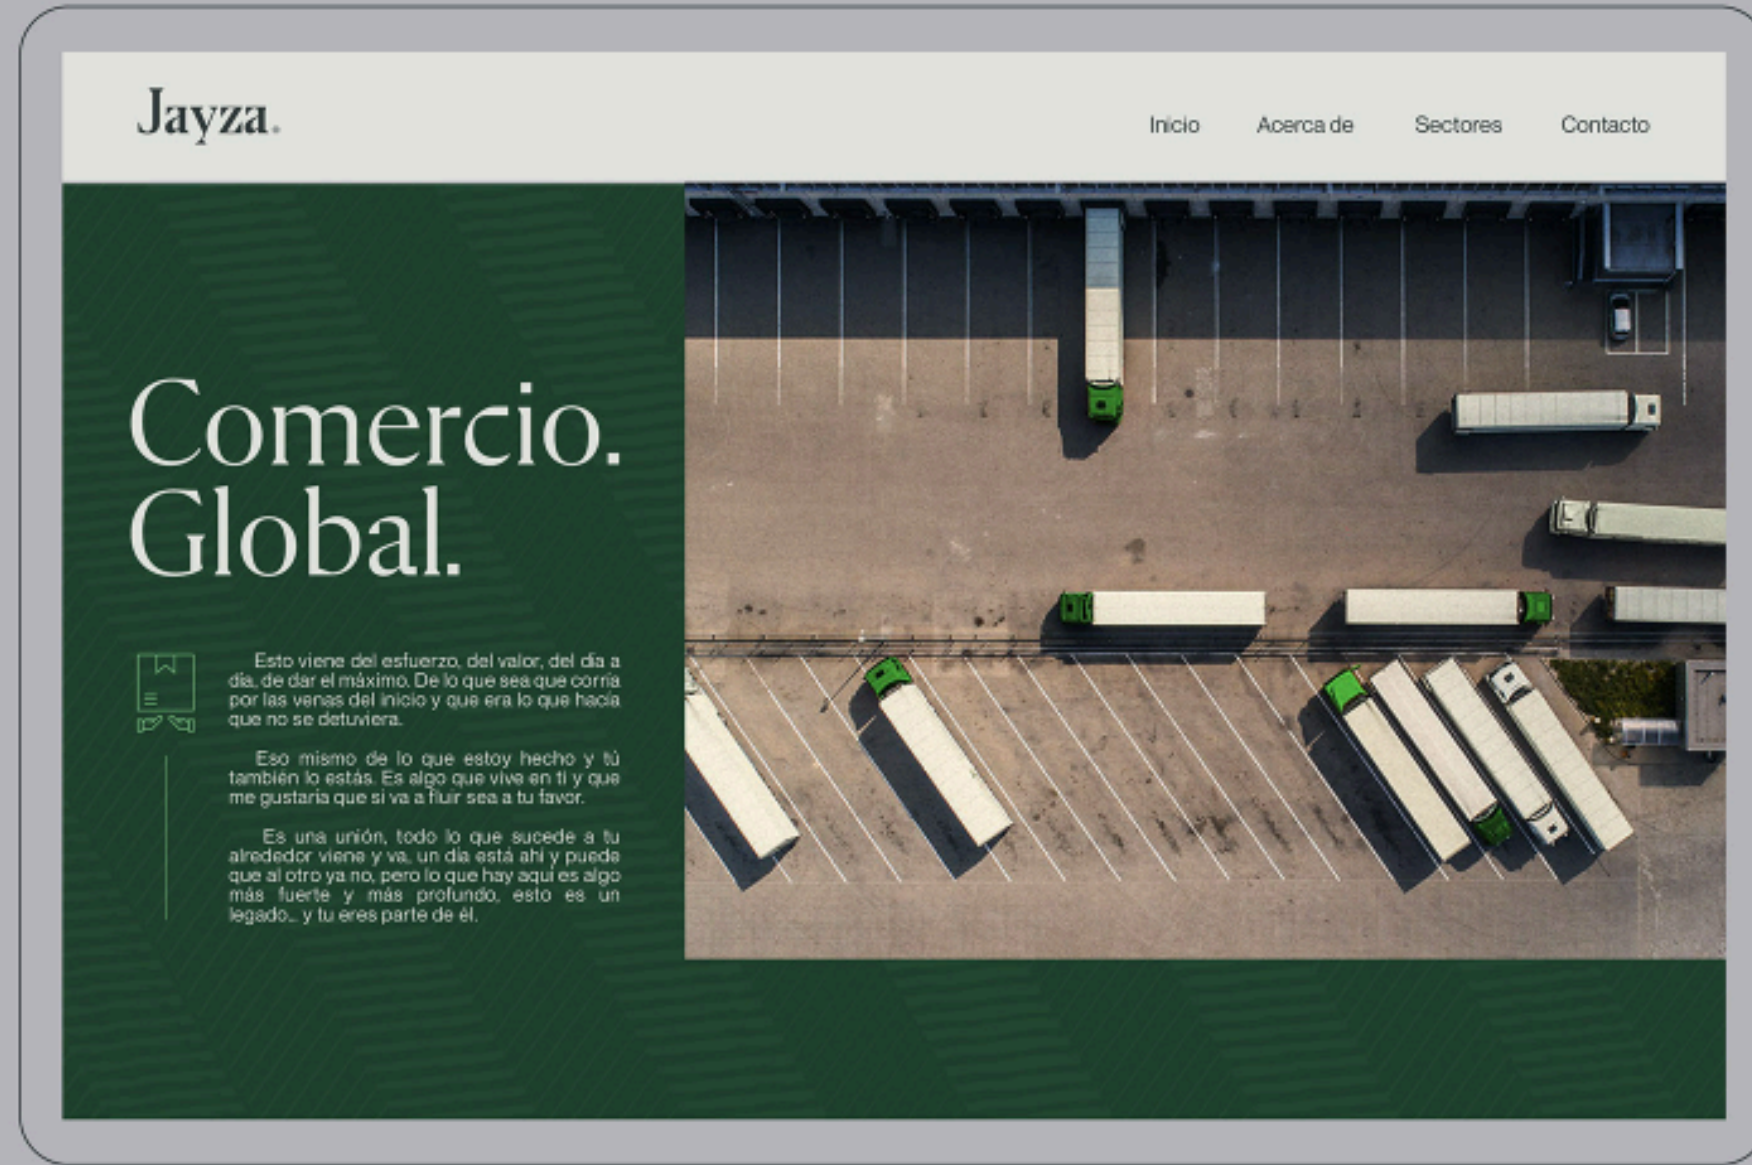 Jayza.
Inicio
Acerca de
Sectores
Contacto
Comercio.
Global.
Esto viene del esfuerzo, del valor, del día a
día, de dar el máximo. De lo que sea que corría
por las venas del inicio y que era lo que hacía
que no se detuviera.
Eso mismo de lo que estoy hecho y tú
también lo estás. Es algo que vive en ti y que
me gustaría que si va a fluir sea a tu favor.
Es una unión, todo lo que sucede a tu
alrededor viene y va, un día está ahí y puede
que al otro ya no, pero lo que hay aquí es algo
más fuerte y más profundo, esto es un
legado... y tu eres parte de él.